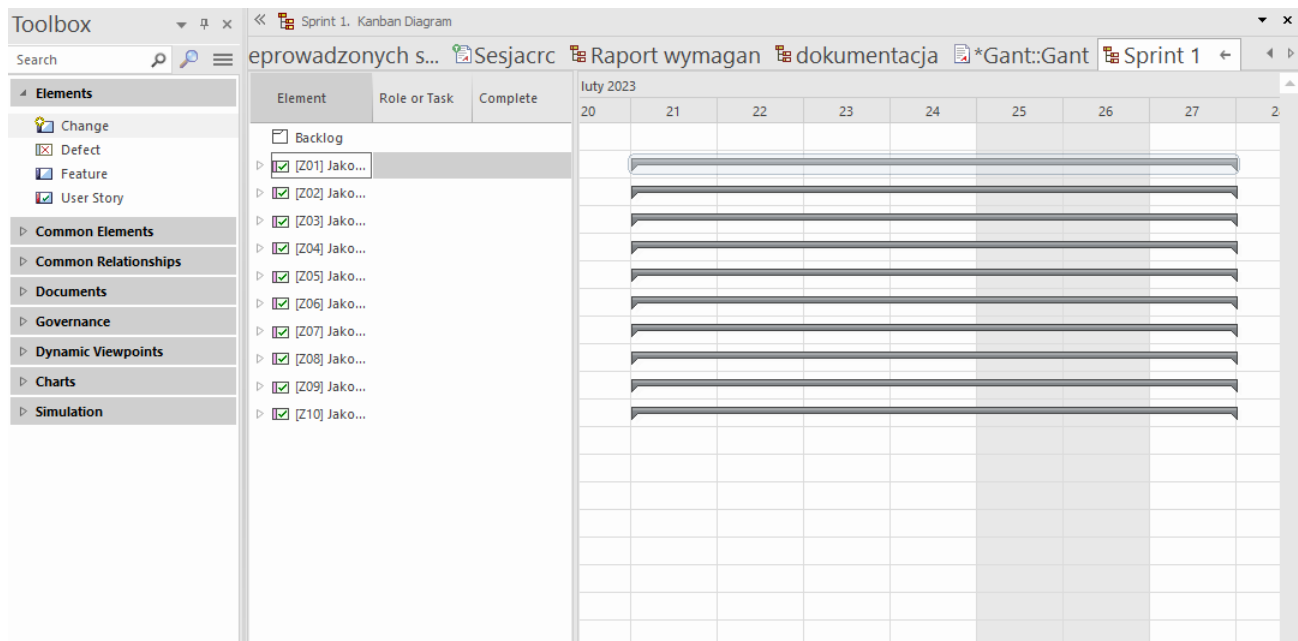 Toolbox
Search
Elements
Change
Defect
Feature
User Story
Common Elements
Common Relationships
Documents
Governance
Dynamic Viewpoints
Charts
Simulation
Sprint 1. Kanban Diagram
eprowadzonych s... Sesjacrc Raport wymagan dokumentacja *Gant::Gant Sprint 1
Element Role or Task Complete
luty 2023
20 21 22 23 24 25 26 27
Backlog
[Z01] Jako...
[Z02] Jako...
[Z03] Jako...
[Z04] Jako...
[Z05] Jako...
[Z06] Jako...
[Z07] Jako...
[Z08] Jako...
[Z09] Jako...
[Z10] Jako...